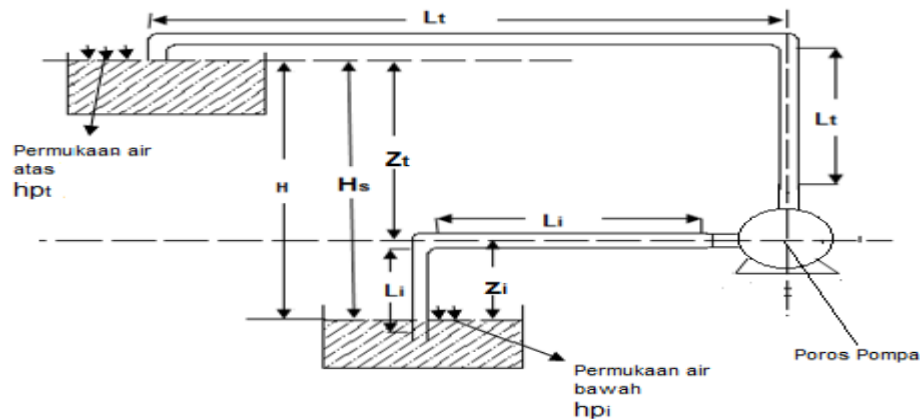 Lt
Lt
Permukaan air
atas
hpt
H
Hs
Zt
Li
Li
Zi
Poros Pompa
Permukaan air
bawah
hpi